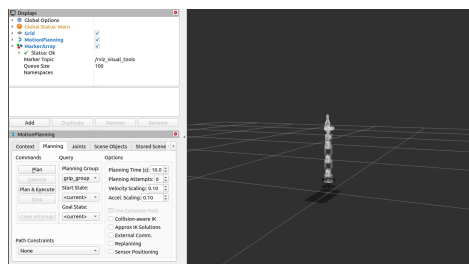 Displays
Global Options
Global Status: Warn
Grid
MotionPlanning
MarkerArray
Status: Ok
Marker Topic /rviz_visual_tools
Queue Size 100
Namespaces
Add Duplicate Remove Rename
MotionPlanning
Context Planning Joints Scene Objects Stored Scene
Commands Query Options
Plan Planning Group: Planning Time (s): 10.0
Execute grip_group Planning Attempts: 6
Plan & Execute Start State: Velocity Scaling: 0.10
Stop <current> Accel. Scaling: 0.10
Goal State: Use Cartesian Path
Clear octomap <current> Collision-aware IK
Approx IK Solutions
External Comm.
Path Constraints Replanning
None Sensor Positioning